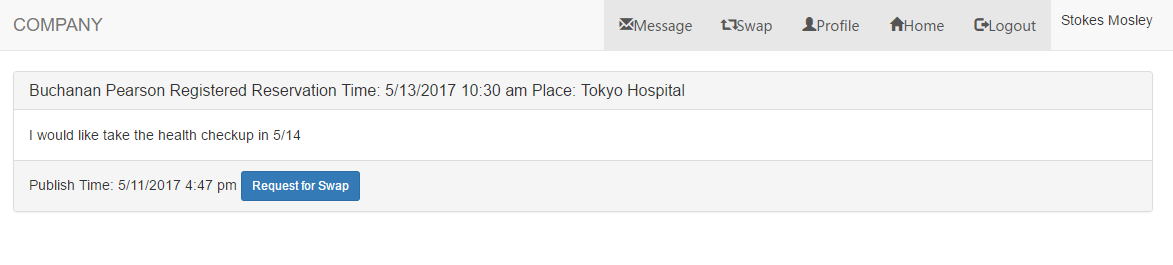 COMPANY Message Swap Profile Home Logout Stokes Mosley
Buchanan Pearson Registered Reservation Time: 5/13/2017 10:30 am Place: Tokyo Hospital
I would like take the health checkup in 5/14
Publish Time: 5/11/2017 4:47 pm Request for Swap